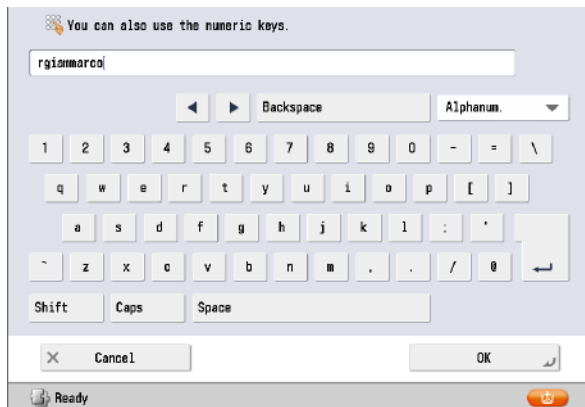 You can also use the numeric keys.
rgiammarco
Backspace Alphanum.
1 2 3 4 5 6 7 8 9 0 - = \
q w e r t y u i o p [ ]
a s d f g h j k l ; '
` z x c v b n m , . / @
Shift Caps Space
Cancel OK
Ready